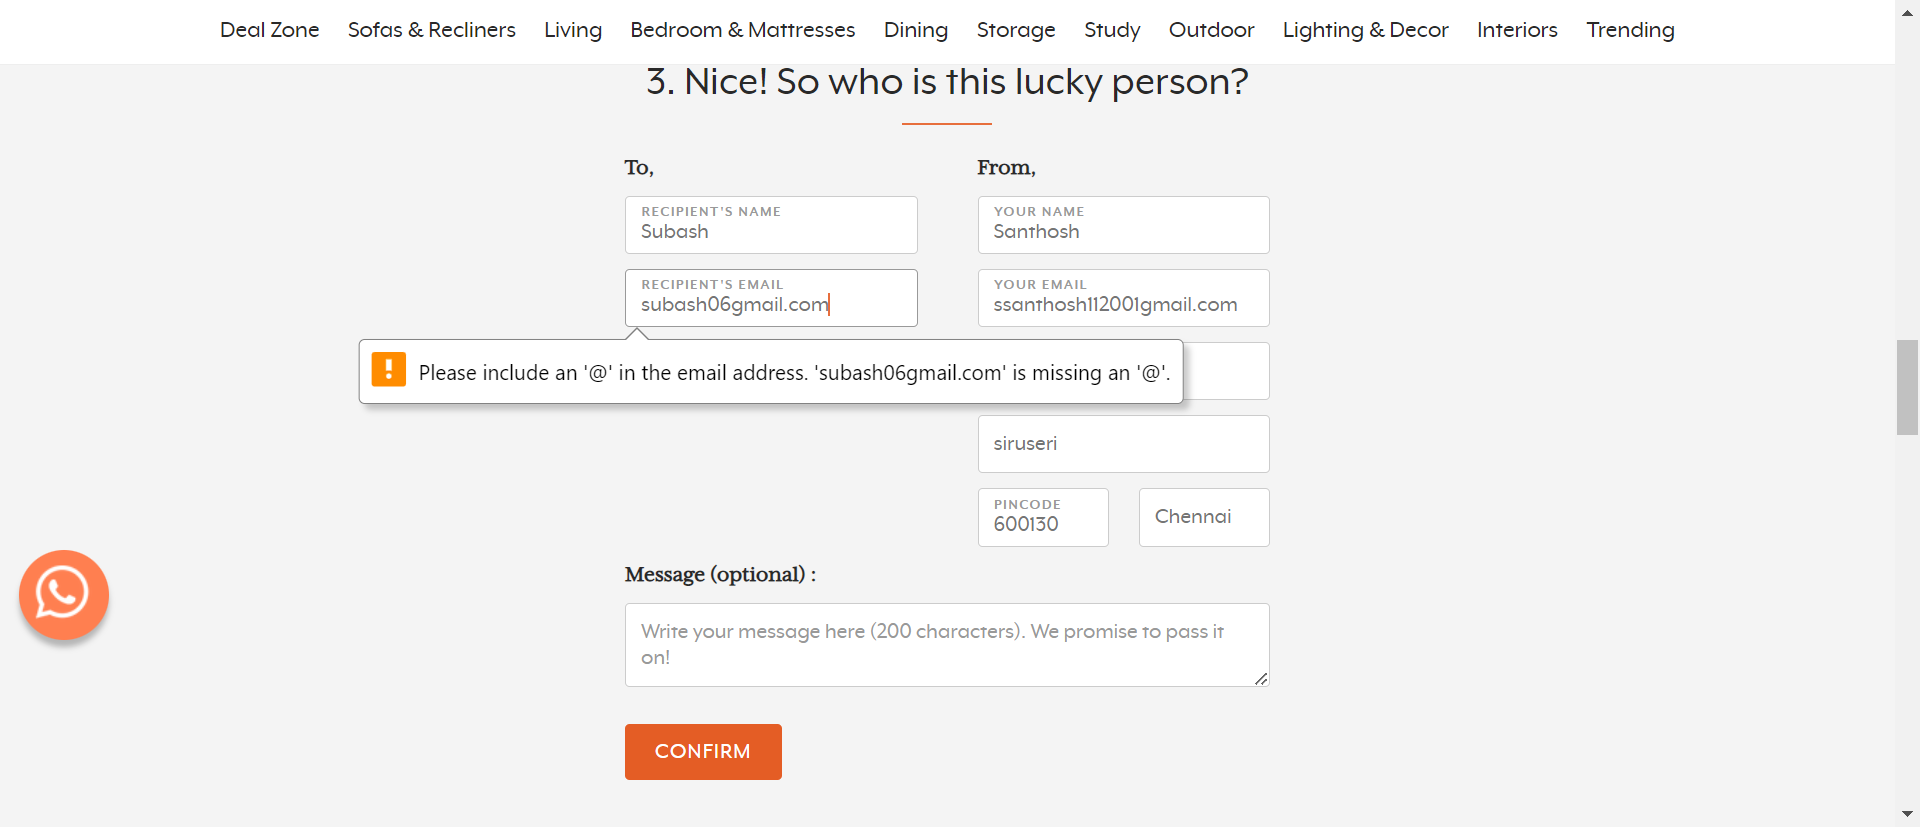 Deal Zone Sofas & Recliners Living Bedroom & Mattresses Dining Storage Study Outdoor Lighting & Decor Interiors Trending
3. Nice! So who is this lucky person?
To,
From,
RECIPIENT'S NAME
Subash
YOUR NAME
Santhosh
RECIPIENT'S EMAIL
subash06gmail.com
YOUR EMAIL
ssanthosh112001gmail.com
Please include an '@' in the email address. 'subash06gmail.com' is missing an '@'.
siruseri
PINCODE
600130
Chennai
Message (optional) :
Write your message here (200 characters). We promise to pass it
on!
CONFIRM